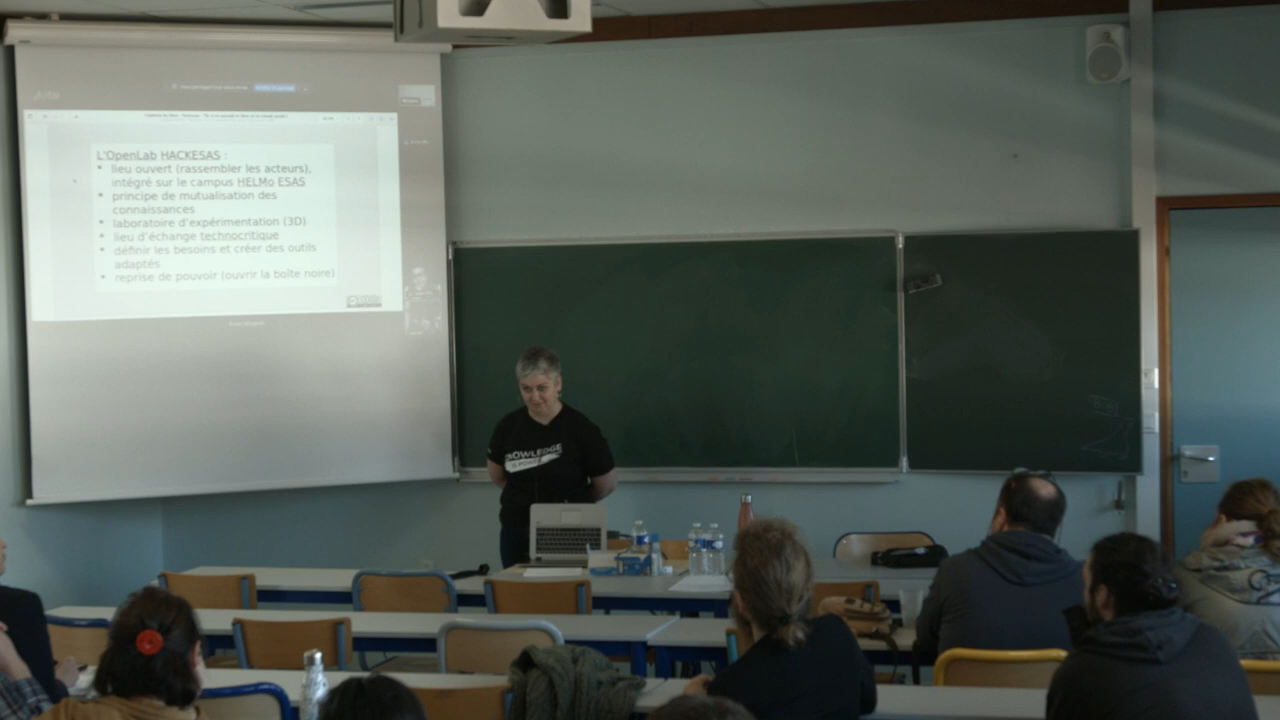 L'OpenLab HACKESAS :
• lieu ouvert (rassembler les acteurs),
intégré sur le campus HELMo ESAS
• principe de mutualisation des
connaissances
• laboratoire d'expérimentation (3D)
• lieu d'échange technocritique
• définir les besoins et créer des outils
adaptés
• reprise de pouvoir (ouvrir la boîte noire)
KNOWLEDGE
IS POWER